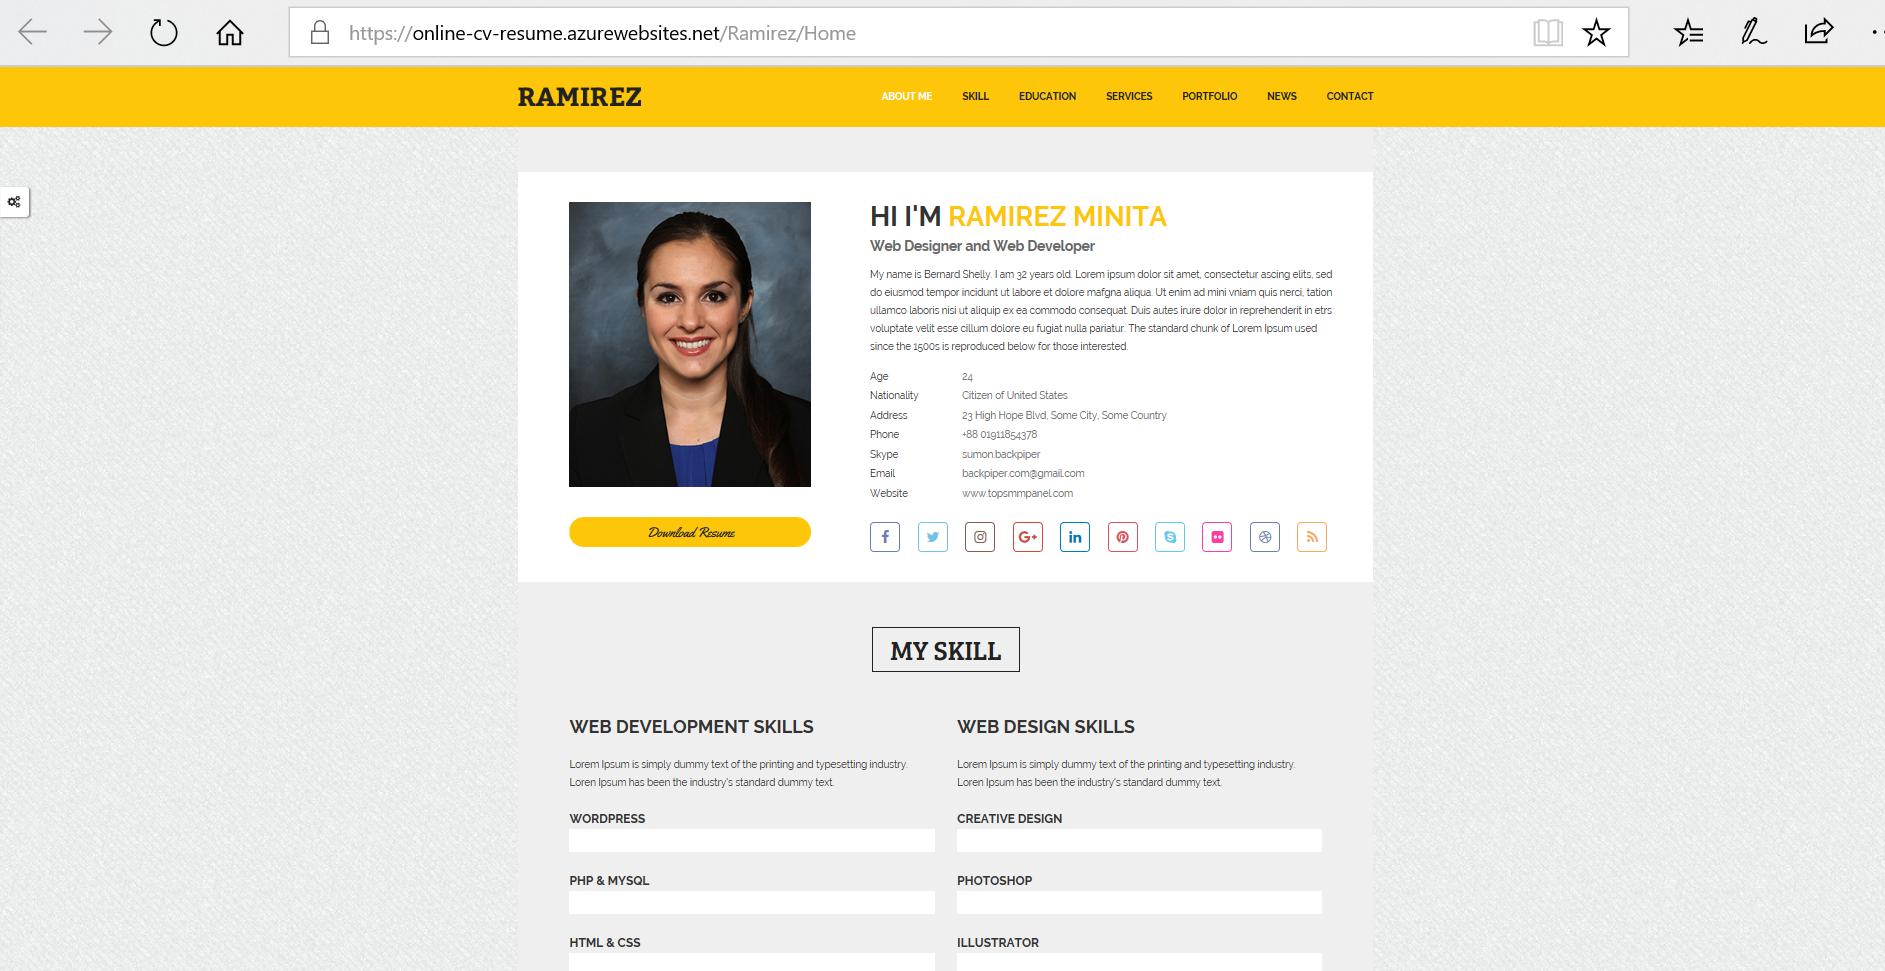 https://online-cv-resume.azurewebsites.net/Ramirez/Home
RAMIREZ
ABOUT ME
SKILL
EDUCATION
SERVICES
PORTFOLIO
NEWS
CONTACT
HI I'M RAMIREZ MINITA
Web Designer and Web Developer
My name is Bernard Shelly. I am 32 years old. Lorem ipsum dolor sit amet, consectetur ascing elits, sed
do eiusmod tempor incidunt ut labore et dolore mafgna aliqua. Ut enim ad mini vniam quis nerci, tation
ullamco laboris nisi ut aliquip ex ea commodo consequat. Duis autes irure dolor in reprehenderit in etrs
voluptate velit esse cillum dolore eu fugiat nulla pariatur. The standard chunk of Lorem Ipsum used
since the 1500s is reproduced below for those interested.
Age 24
Nationality Citizen of United States
Address 23 High Hope Blvd, Some City, Some Country
Phone +88 01911854378
Skype sumon.backpiper
Email backpiper.com@gmail.com
Website www.topsmmpanel.com
Download Resume
MY SKILL
WEB DEVELOPMENT SKILLS
Lorem Ipsum is simply dummy text of the printing and typesetting industry.
Loren Ipsum has been the industry's standard dummy text.
WORDPRESS
PHP & MYSQL
HTML & CSS
WEB DESIGN SKILLS
Lorem Ipsum is simply dummy text of the printing and typesetting industry.
Loren Ipsum has been the industry's standard dummy text.
CREATIVE DESIGN
PHOTOSHOP
ILLUSTRATOR